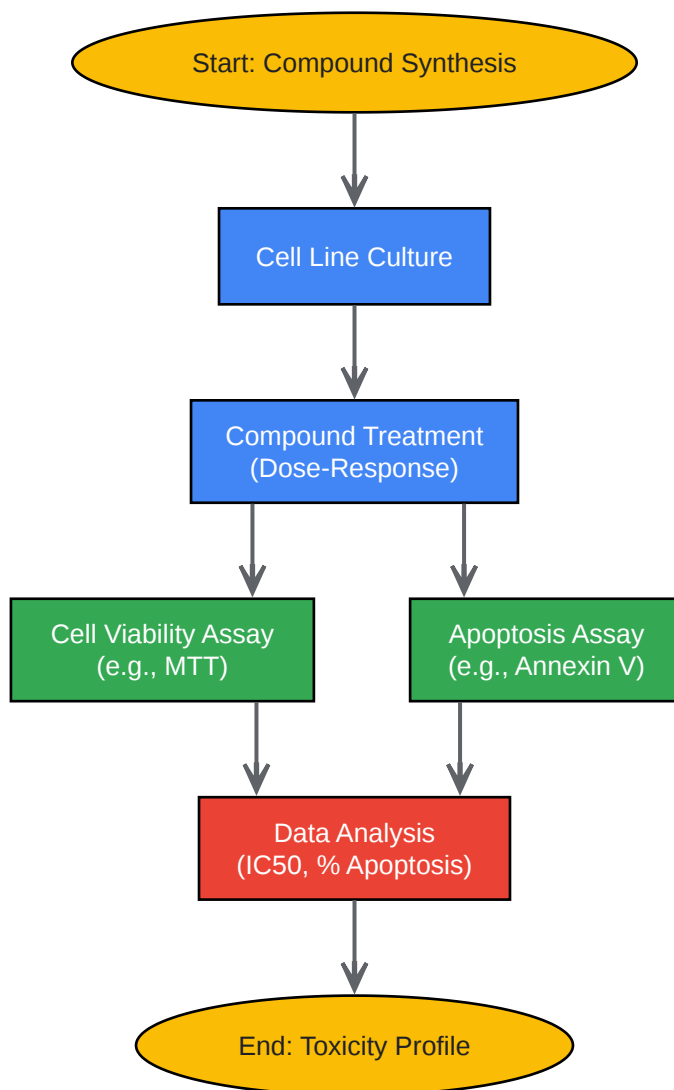 Start: Compound Synthesis
Cell Line Culture
Compound Treatment
(Dose-Response)
Cell Viability Assay
(e.g., MTT)
Apoptosis Assay
(e.g., Annexin V)
Data Analysis
(IC50, % Apoptosis)
End: Toxicity Profile